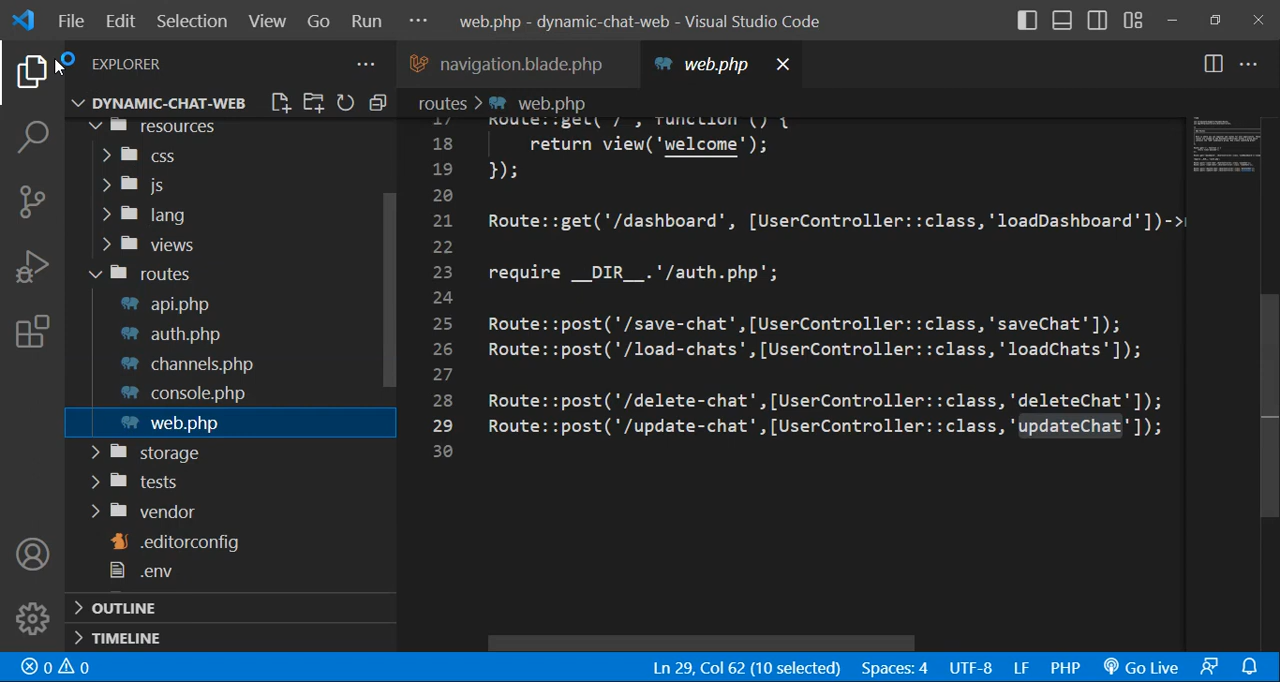 File Edit Selection View Go Run ··· web.php - dynamic-chat-web - Visual Studio Code
EXPLORER ···
navigation.blade.php
web.php
DYNAMIC-CHAT-WEB
routes > web.php
resources
css
js
lang
views
routes
api.php
auth.php
channels.php
console.php
web.php
storage
tests
vendor
.editorconfig
.env
OUTLINE
TIMELINE
17 Route::get('/', function () {
18 return view('welcome');
19 });
20
21 Route::get('/dashboard', [UserController::class,'loadDashboard'])->
22
23 require __DIR__.'/auth.php';
24
25 Route::post('/save-chat',[UserController::class,'saveChat']);
26 Route::post('/load-chats',[UserController::class,'loadChats']);
27
28 Route::post('/delete-chat',[UserController::class,'deleteChat']);
29 Route::post('/update-chat',[UserController::class,'updateChat']);
30
0 0 Ln 29, Col 62 (10 selected) Spaces: 4 UTF-8 LF PHP Go Live